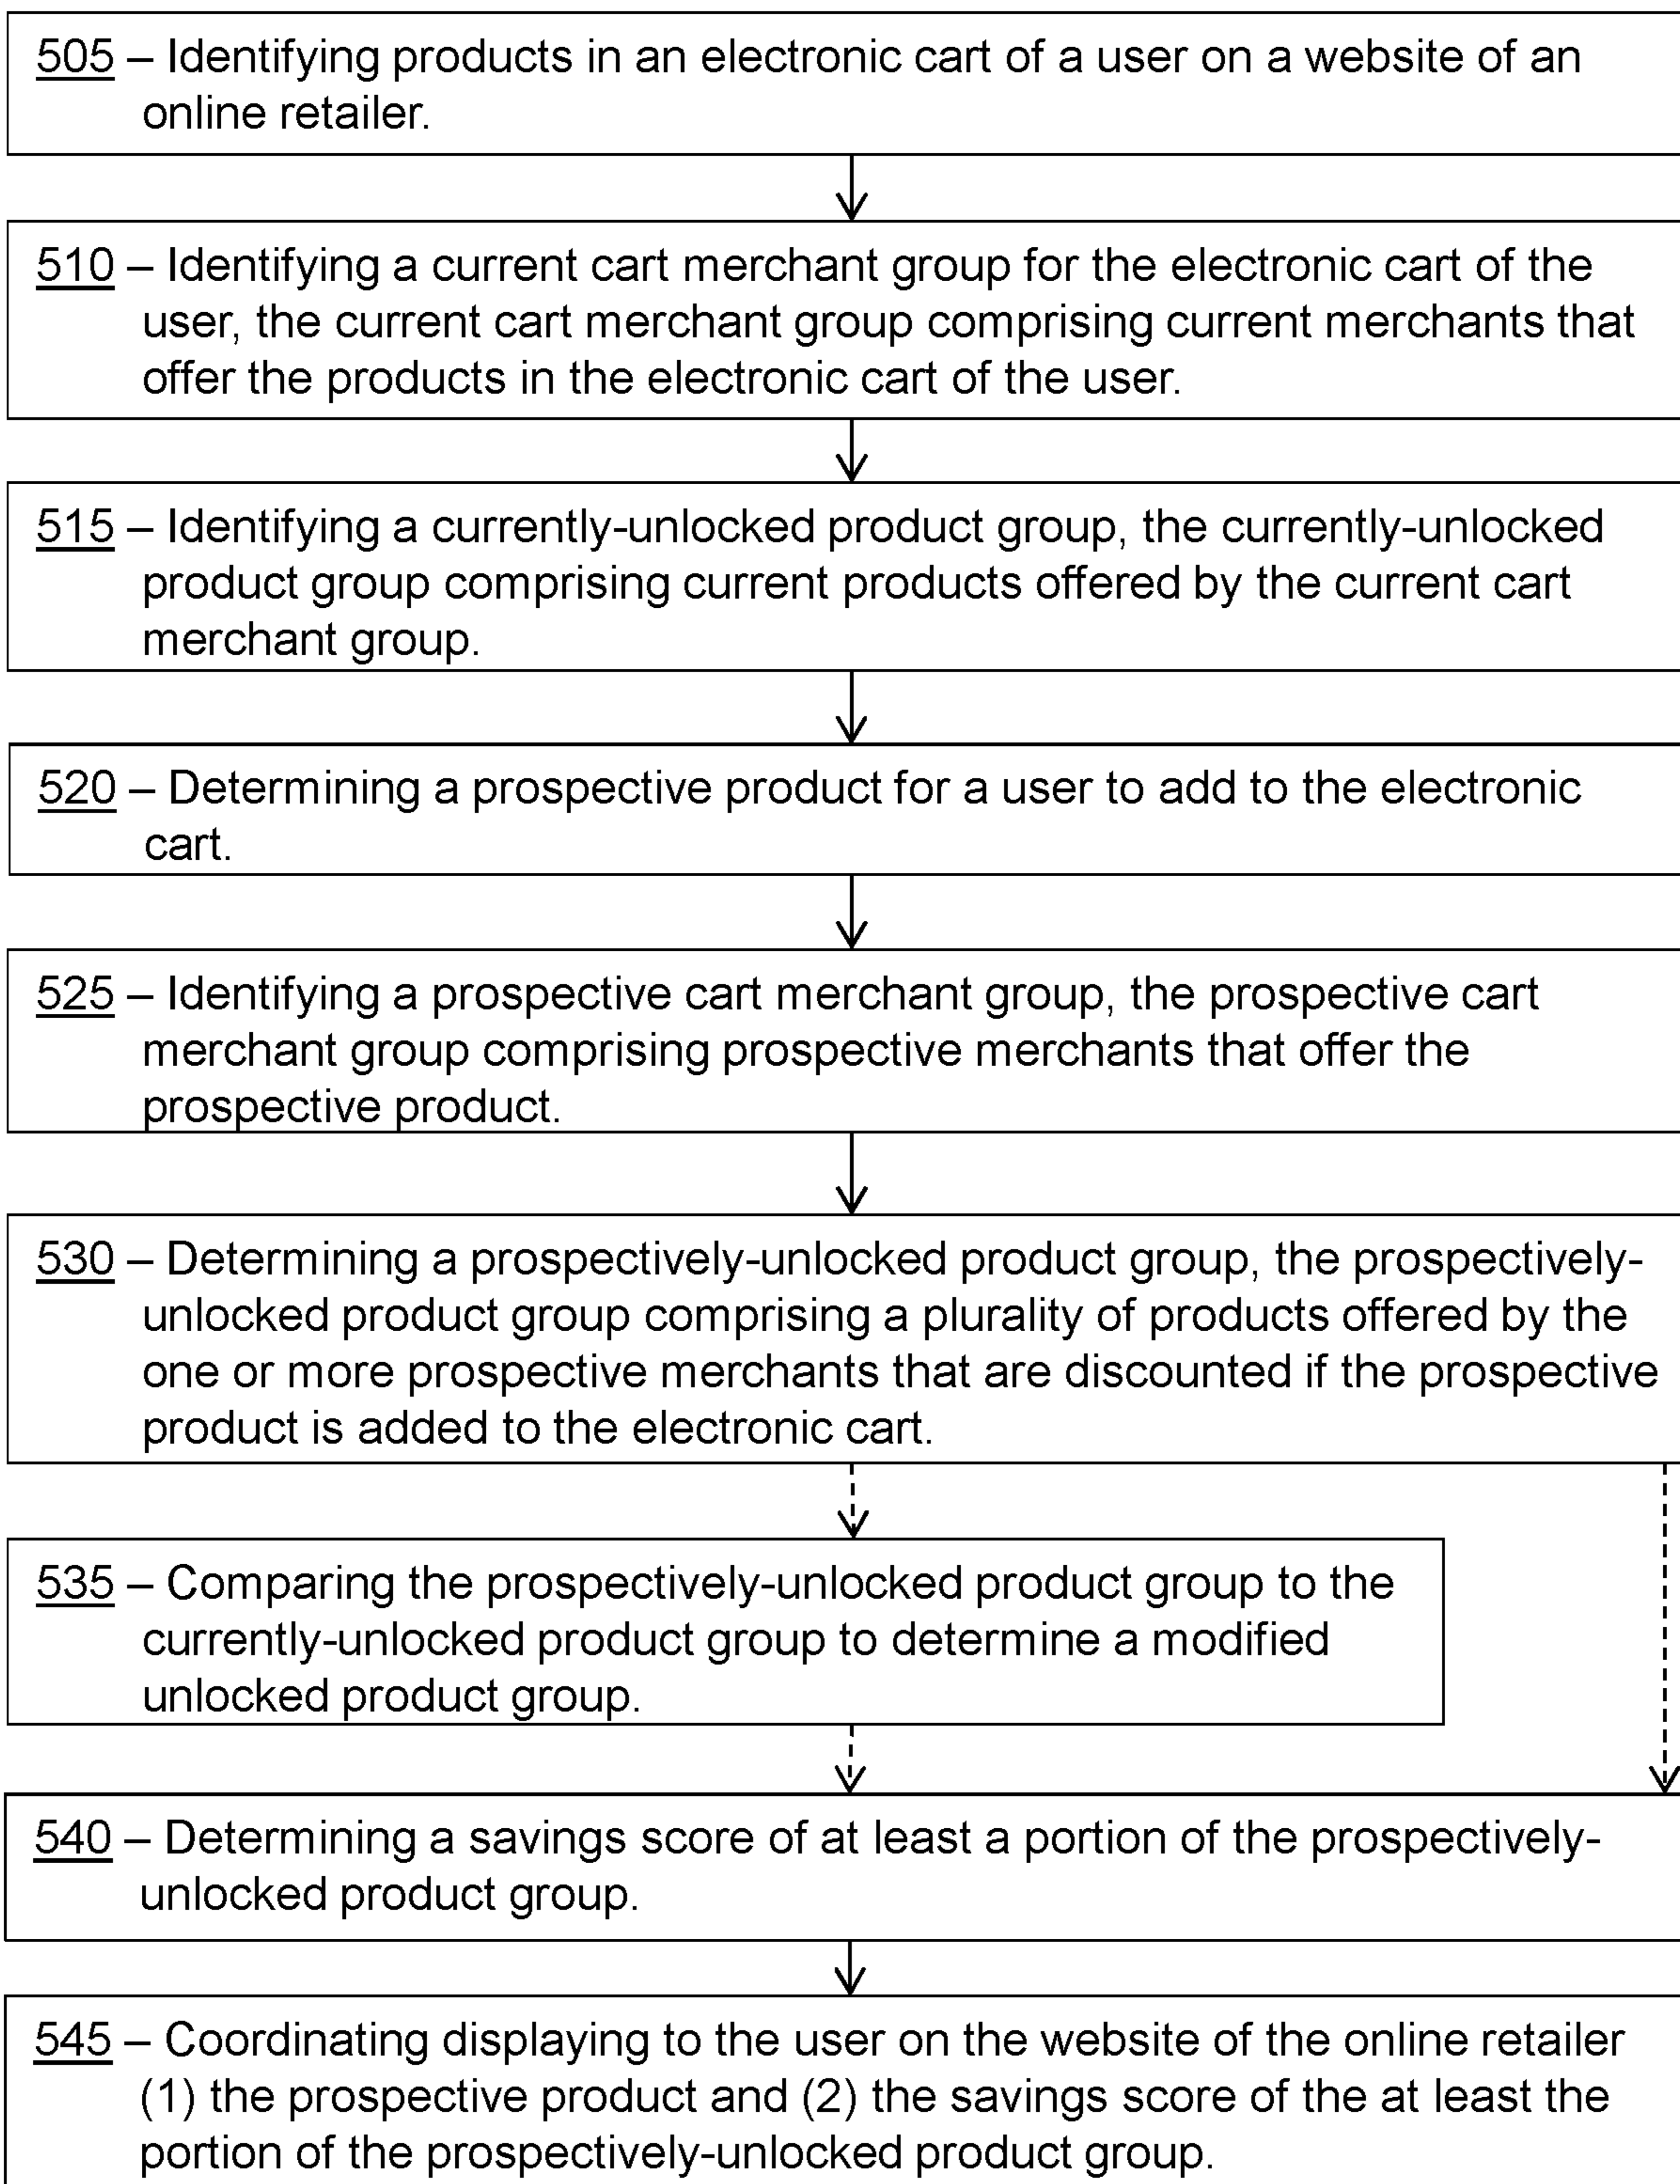 505 – Identifying products in an electronic cart of a user on a website of an
online retailer.
510 – Identifying a current cart merchant group for the electronic cart of the
user, the current cart merchant group comprising current merchants that
offer the products in the electronic cart of the user.
515 – Identifying a currently-unlocked product group, the currently-unlocked
product group comprising current products offered by the current cart
merchant group.
520 – Determining a prospective product for a user to add to the electronic
cart.
525 – Identifying a prospective cart merchant group, the prospective cart
merchant group comprising prospective merchants that offer the
prospective product.
530 – Determining a prospectively-unlocked product group, the prospectively-
unlocked product group comprising a plurality of products offered by the
one or more prospective merchants that are discounted if the prospective
product is added to the electronic cart.
535 – Comparing the prospectively-unlocked product group to the
currently-unlocked product group to determine a modified
unlocked product group.
540 – Determining a savings score of at least a portion of the prospectively-
unlocked product group.
545 – Coordinating displaying to the user on the website of the online retailer
(1) the prospective product and (2) the savings score of the at least the
portion of the prospectively-unlocked product group.